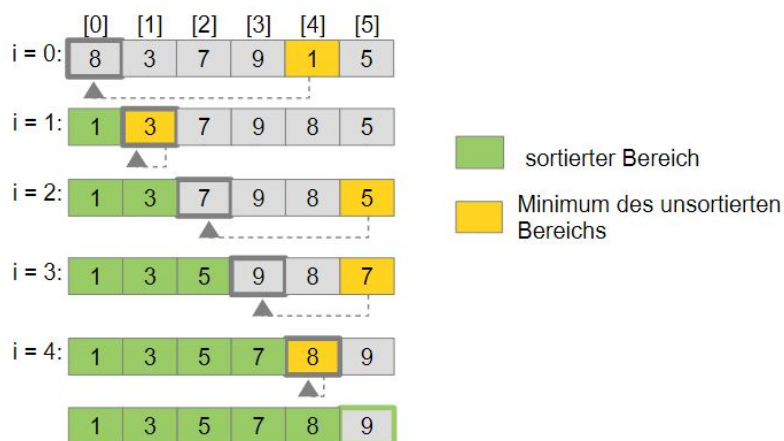 [0] [1] [2] [3] [4] [5]
i = 0: 8 3 7 9 1 5
i = 1: 1 3 7 9 8 5
i = 2: 1 3 7 9 8 5
i = 3: 1 3 5 9 8 7
i = 4: 1 3 5 7 8 9
1 3 5 7 8 9
sortierter Bereich
Minimum des unsortierten
Bereichs